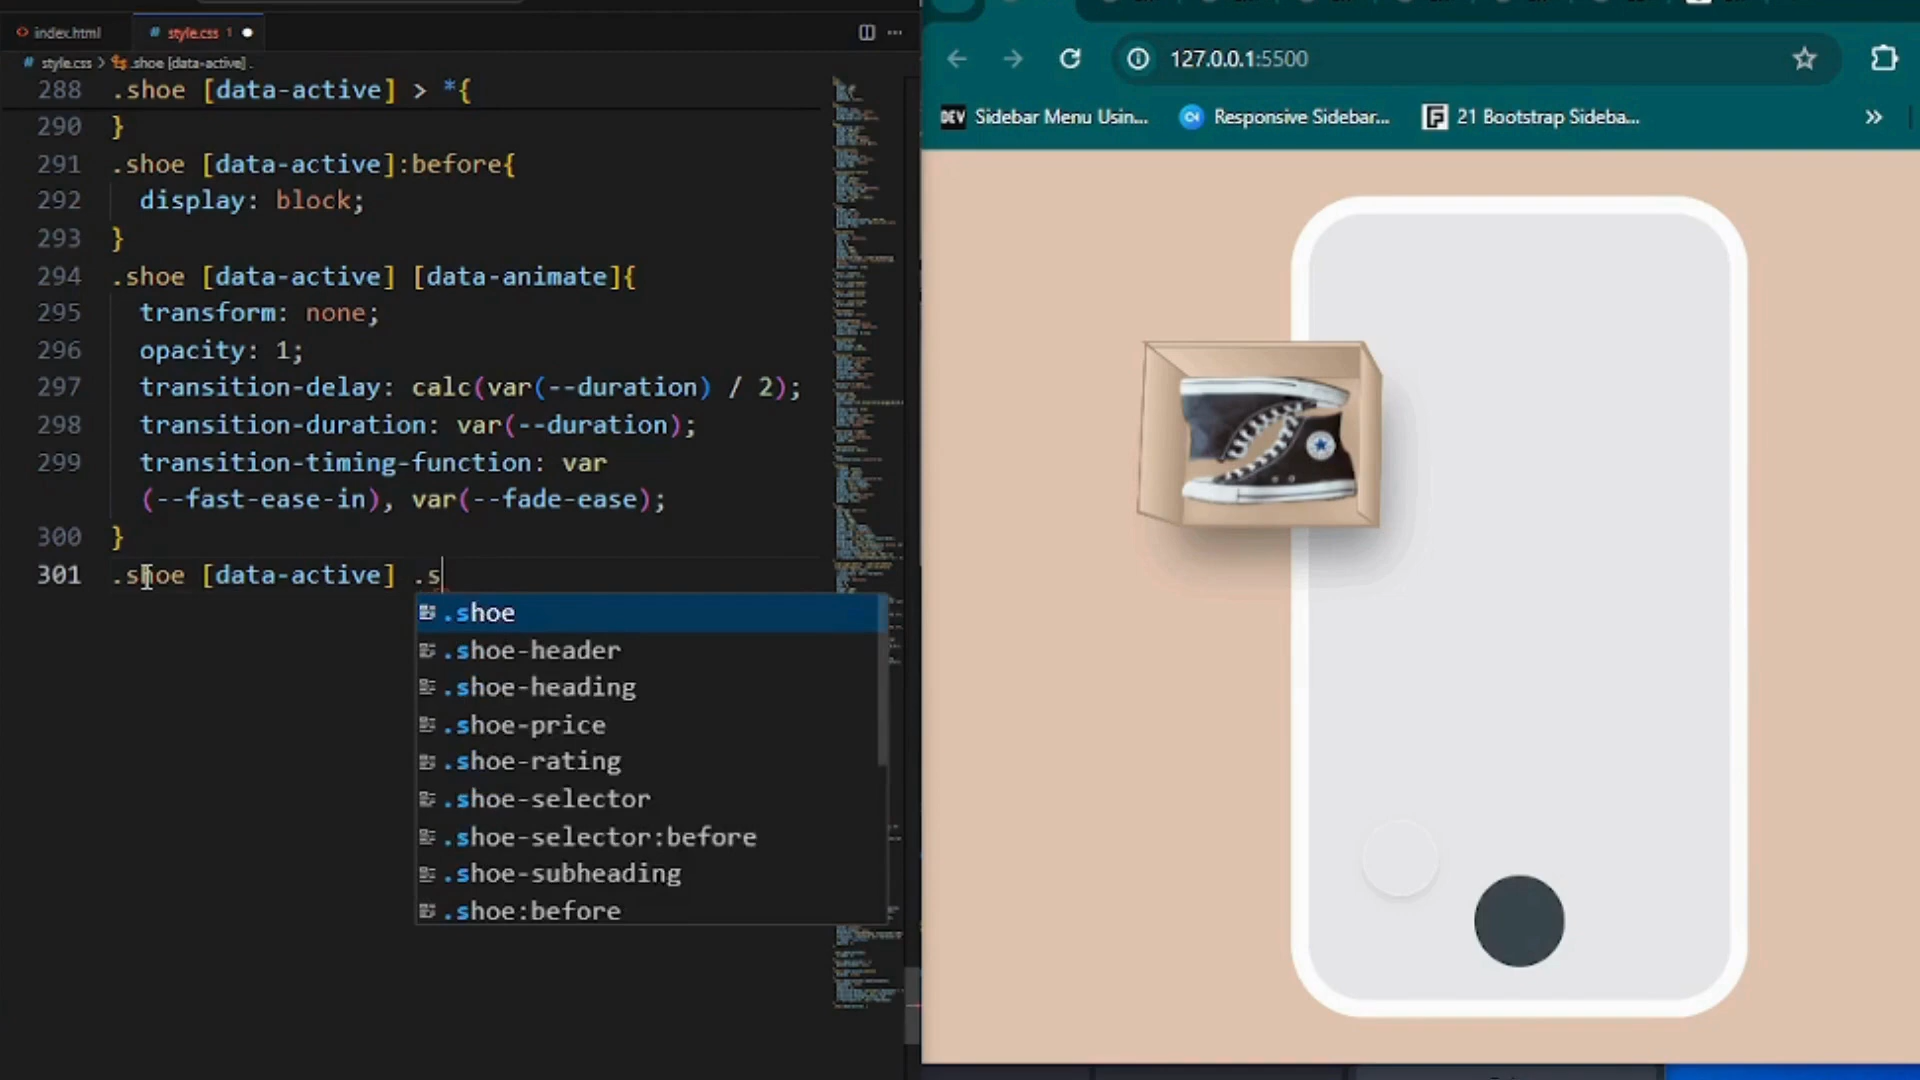 index.html
style.css 1
style.css > .shoe [data-active] .
288 .shoe [data-active] > *{
290 }
291 .shoe [data-active]:before{
292 display: block;
293 }
294 .shoe [data-active] [data-animate]{
295 transform: none;
296 opacity: 1;
297 transition-delay: calc(var(--duration) / 2);
298 transition-duration: var(--duration);
299 transition-timing-function: var
(--fast-ease-in), var(--fade-ease);
300 }
301 .shoe [data-active] .s
.shoe
.shoe-header
.shoe-heading
.shoe-price
.shoe-rating
.shoe-selector
.shoe-selector:before
.shoe-subheading
.shoe:before
127.0.0.1:5500
DEV Sidebar Menu Usin... Responsive Sidebar... 21 Bootstrap Sideba... »